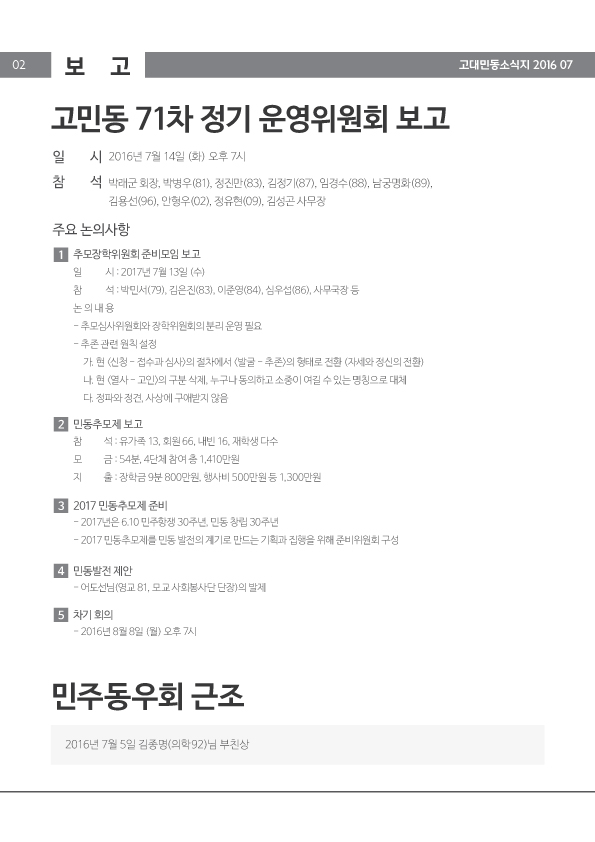 02
보 고
고대민동소식지 2016 07
고민동 71차 정기 운영위원회 보고
일 시 2016년 7월 14일 (화) 오후 7시
참 석 박래군 회장, 박병우(81), 정진만(83), 김정기(87), 임경수(88), 남궁명화(89),
김용선(96), 안형우(02), 정유현(09), 김성곤 사무장
주요 논의사항
1 추모장학위원회 준비모임 보고
일 시 : 2017년 7월 13일 (수)
참 석 : 박민서(79), 김은진(83), 이준영(84), 심우섭(86), 사무국장 등
논 의 내 용
- 추모심사위원회와 장학위원회의 분리 운영 필요
- 추존 관련 원칙 설정
가. 현 <신청 - 접수과 심사>의 절차에서 <발굴 - 추존>의 형태로 전환 (자세와 정신의 전환)
나. 현 <열사 - 고인>의 구분 삭제, 누구나 동의하고 소중이 여길 수 있는 명칭으로 대체
다. 정파와 정견, 사상에 구애받지 않음
2 민동추모제 보고
참 석 : 유가족 13, 회원 66, 내빈 16, 재학생 다수
모 금 : 54분, 4단체 참여 총 1,410만원
지 출 : 장학금 9분 800만원, 행사비 500만원 등 1,300만원
3 2017 민동추모제 준비
- 2017년은 6.10 민주항쟁 30주년, 민동 창립 30주년
- 2017 민동추모제를 민동 발전의 계기로 만드는 기획과 집행을 위해 준비위원회 구성
4 민동발전 제안
- 어도선님(영교 81, 모교 사회봉사단 단장)의 발제
5 차기 회의
- 2016년 8월 8일 (월) 오후 7시
민주동우회 근조
2016년 7월 5일 김종명(의학92)님 부친상